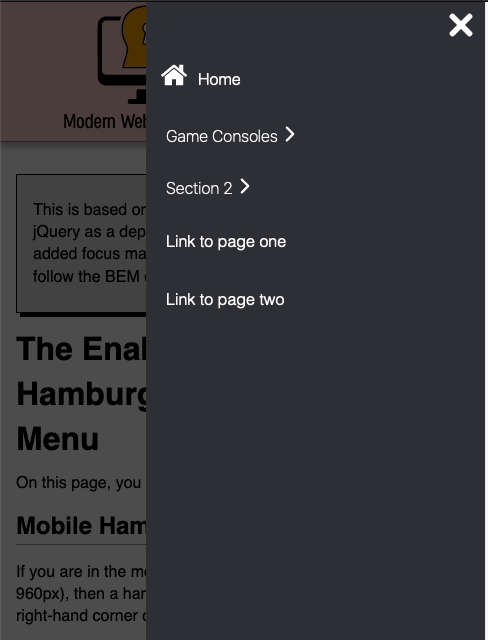 Modern Web
Home
Game Consoles
Section 2
Link to page one
Link to page two
This is based on
jQuery as a dep
added focus ma
follow the BEM
The Enal
Hamburg
Menu
On this page, you
Mobile Ham
If you are in the m
960px), then a han
right-hand corner